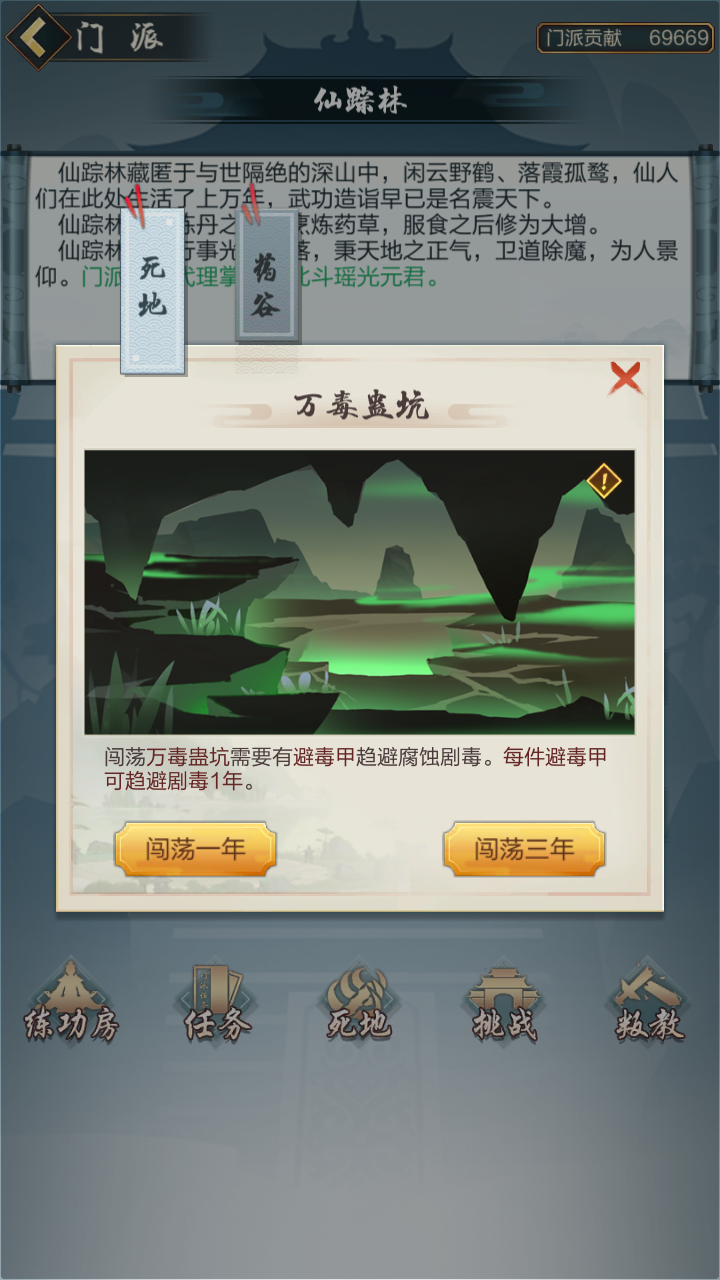 门 派
门派贡献 69669
仙踪林
仙踪林藏匿于与世隔绝的深山中，闲云野鹤、落霞孤鹜，仙人
们在此处生活了上万年，武功造诣早已是名震天下。
仙踪林 炼丹之 烹炼药草，服食之后修为大增。
仙踪林 行事光 落，秉天地之正气，卫道除魔，为人景
仰。门派 代理掌 北斗瑶光元君。
死地
药谷
万毒蛊坑
闯荡万毒蛊坑需要有避毒甲趋避腐蚀剧毒。每件避毒甲
可趋避剧毒1年。
闯荡一年
闯荡三年
练功房
任务
死地
挑战
叛教